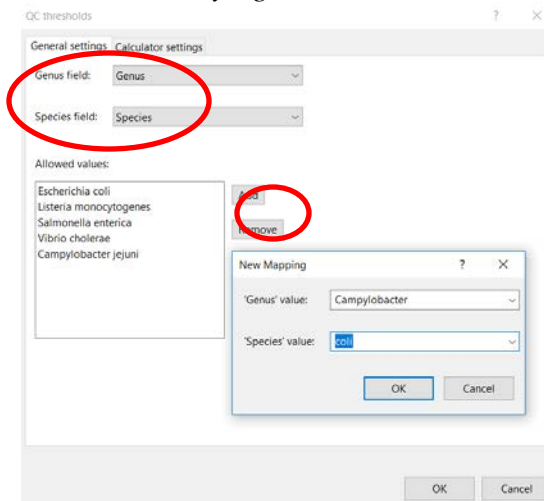 QC thresholds ? ×
General settings Calculator settings
Genus field: Genus
Species field: Species
Allowed values:
Escherichia coli
Listeria monocytogenes
Salmonella enterica
Vibrio cholerae
Campylobacter jejuni
Add
Remove
New Mapping ? ×
'Genus' value: Campylobacter
'Species' value: coli
OK Cancel
OK Cancel